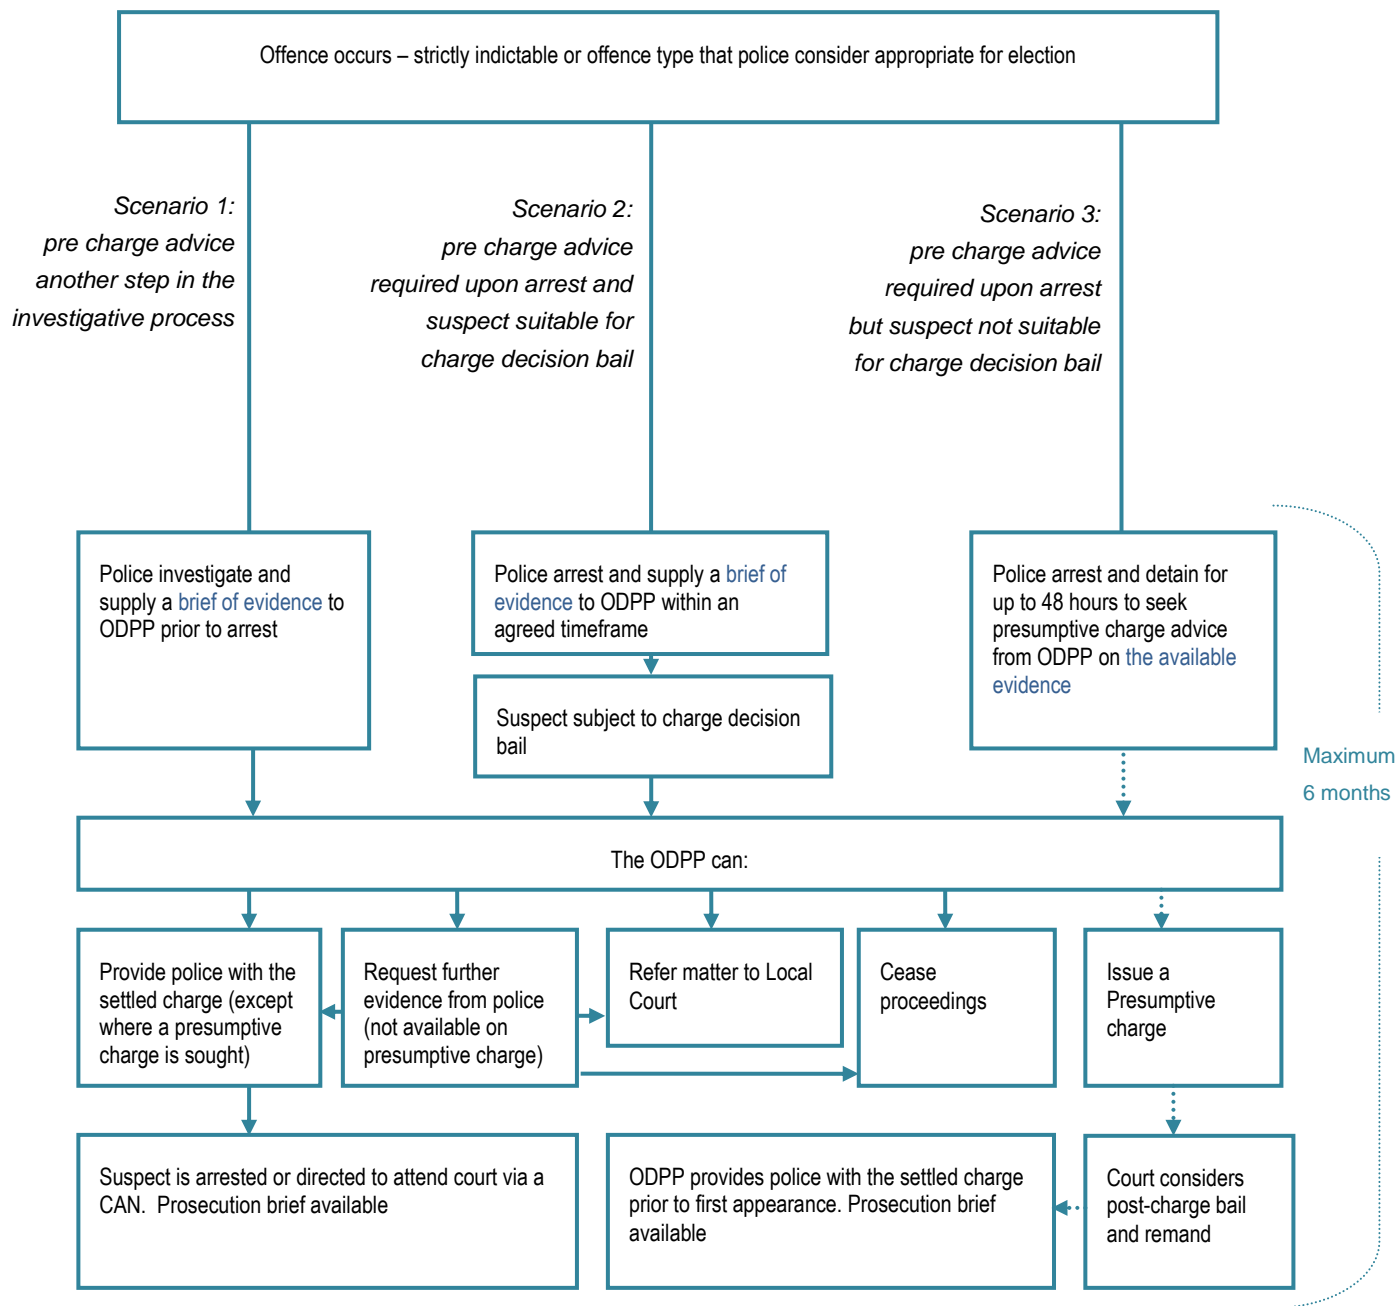 Offence occurs – strictly indictable or offence type that police consider appropriate for election
Scenario 1:
pre charge advice
another step in the
investigative process
Scenario 2:
pre charge advice
required upon arrest and
suspect suitable for
charge decision bail
Scenario 3:
pre charge advice
required upon arrest
but suspect not suitable
for charge decision bail
Police investigate and
supply a brief of evidence to
ODPP prior to arrest
Police arrest and supply a brief of
evidence to ODPP within an
agreed timeframe
Suspect subject to charge decision
bail
Police arrest and detain for
up to 48 hours to seek
presumptive charge advice
from ODPP on the available
evidence
Maximum
6 months
The ODPP can:
Provide police with the
settled charge (except
where a presumptive
charge is sought)
Request further
evidence from police
(not available on
presumptive charge)
Refer matter to Local
Court
Cease
proceedings
Issue a
Presumptive
charge
Suspect is arrested or directed to attend court via a
CAN.  Prosecution brief available
ODPP provides police with the settled charge
prior to first appearance. Prosecution brief
available
Court considers
post-charge bail
and remand